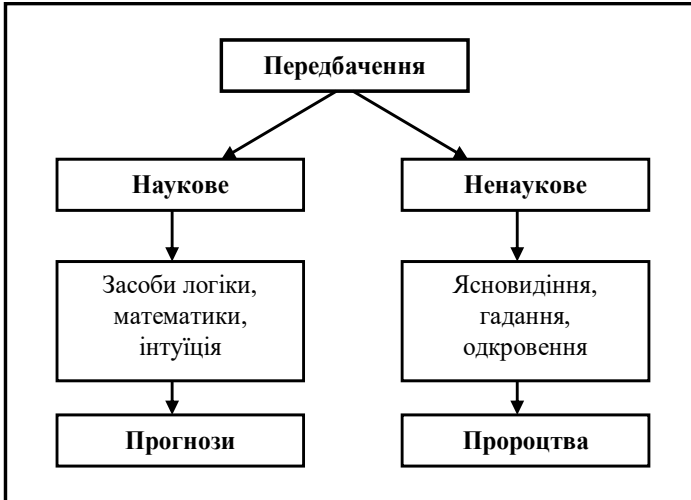 Передбачення
Наукове
Ненаукове
Засоби логіки,
математики,
інтуїція
Ясновидіння,
гадання,
одкровення
Прогнози
Пророцтва